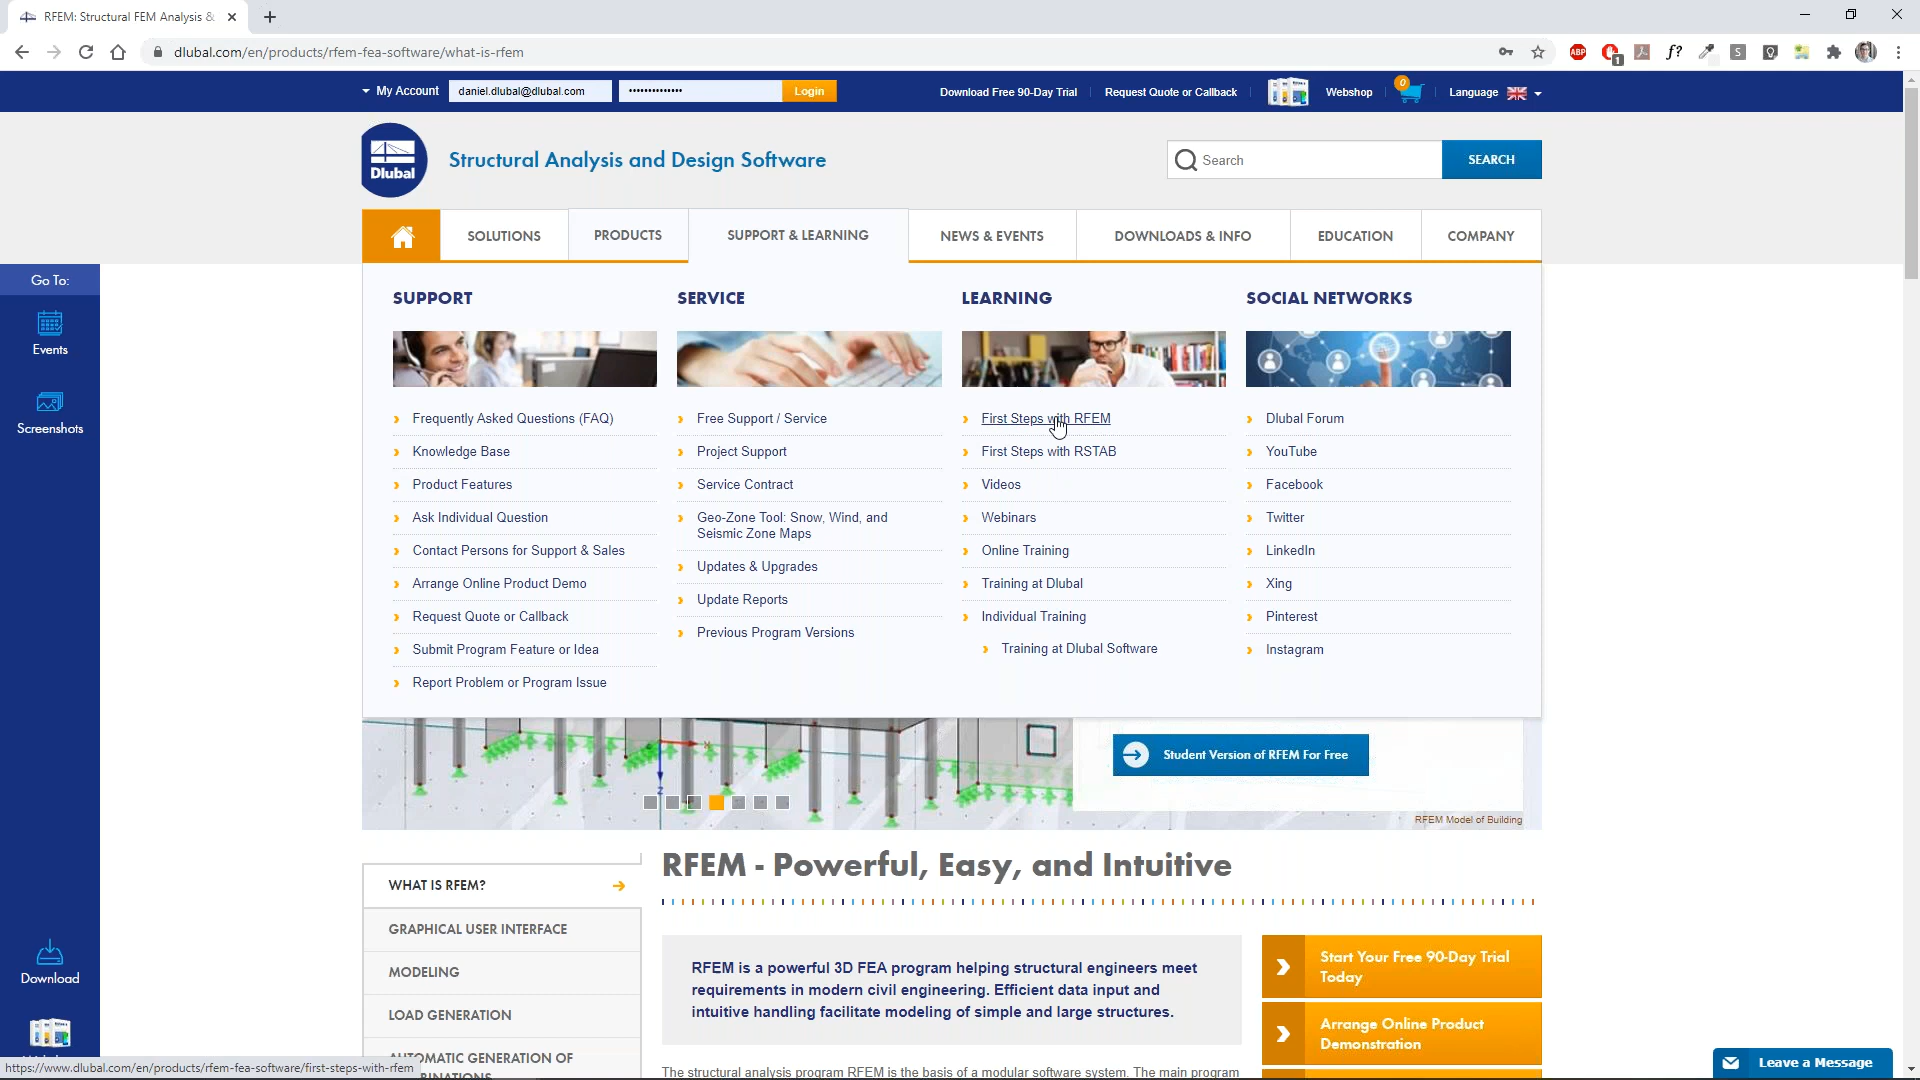 RFEM: Structural FEM Analysis &
dlubal.com/en/products/rfem-fea-software/what-is-rfem
ABP
1
f?
S
My Account
daniel.dlubal@dlubal.com
••••••••••••••
Login
Download Free 90-Day Trial
Request Quote or Callback
Webshop
0
Language
Dlubal
Structural Analysis and Design Software
Search
SEARCH
SOLUTIONS
PRODUCTS
SUPPORT & LEARNING
NEWS & EVENTS
DOWNLOADS & INFO
EDUCATION
COMPANY
Go To:
Events
Screenshots
Download
SUPPORT
Frequently Asked Questions (FAQ)
Knowledge Base
Product Features
Ask Individual Question
Contact Persons for Support & Sales
Arrange Online Product Demo
Request Quote or Callback
Submit Program Feature or Idea
Report Problem or Program Issue
SERVICE
Free Support / Service
Project Support
Service Contract
Geo-Zone Tool: Snow, Wind, and
Seismic Zone Maps
Updates & Upgrades
Update Reports
Previous Program Versions
LEARNING
First Steps with RFEM
First Steps with RSTAB
Videos
Webinars
Online Training
Training at Dlubal
Individual Training
Training at Dlubal Software
SOCIAL NETWORKS
Dlubal Forum
YouTube
Facebook
Twitter
LinkedIn
Xing
Pinterest
Instagram
X
Z
Student Version of RFEM For Free
RFEM Model of Building
WHAT IS RFEM?
GRAPHICAL USER INTERFACE
MODELING
LOAD GENERATION
AUTOMATIC GENERATION OF
RFEM - Powerful, Easy, and Intuitive
RFEM is a powerful 3D FEA program helping structural engineers meet
requirements in modern civil engineering. Efficient data input and
intuitive handling facilitate modeling of simple and large structures.
The structural analysis program RFEM is the basis of a modular software system. The main program
Start Your Free 90-Day Trial
Today
Arrange Online Product
Demonstration
Leave a Message
https://www.dlubal.com/en/products/rfem-fea-software/first-steps-with-rfem